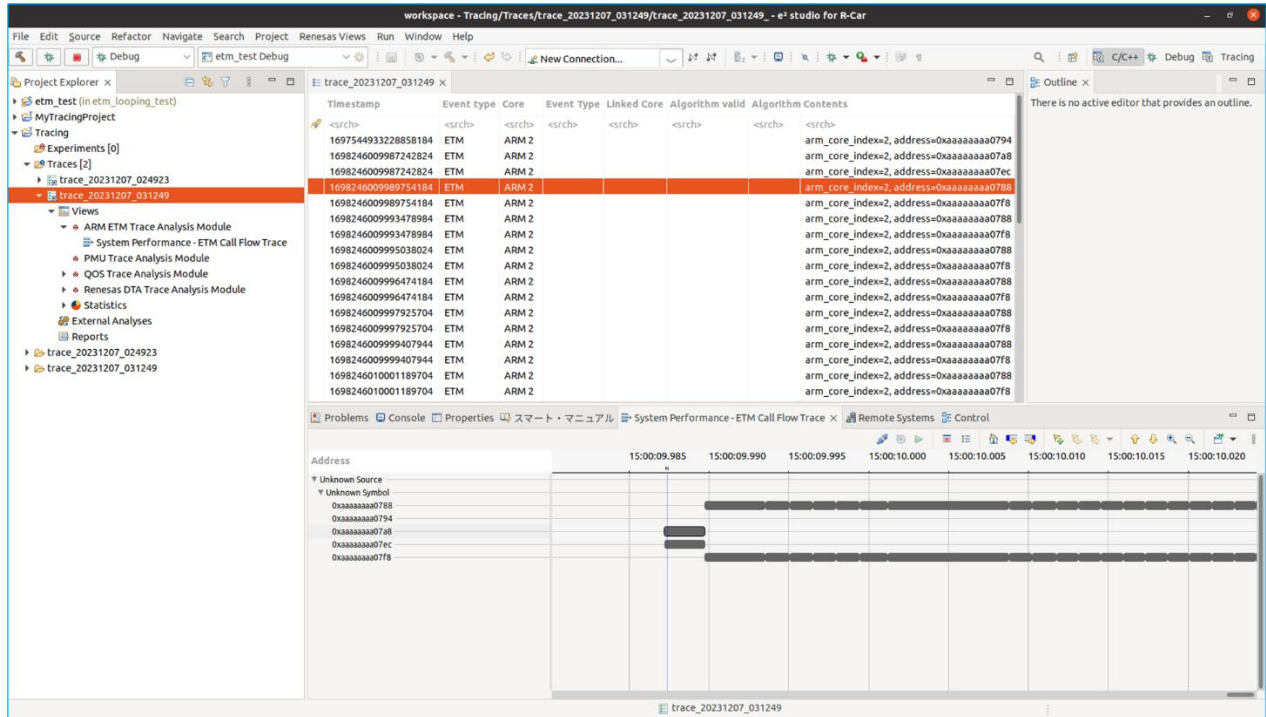 workspace - Tracing/Traces/trace_20231207_031249/trace_20231207_031249_ - e² studio for R-Car
File Edit Source Refactor Navigate Search Project Renesas Views Run Window Help
Debug etm_test Debug New Connection... C/C++ Debug Tracing
Project Explorer
etm_test (in etm_looping_test)
MyTracingProject
Tracing
Experiments [0]
Traces [2]
trace_20231207_024923
trace_20231207_031249
Views
ARM ETM Trace Analysis Module
System Performance - ETM Call Flow Trace
PMU Trace Analysis Module
QOS Trace Analysis Module
Renesas DTA Trace Analysis Module
Statistics
External Analyses
Reports
trace_20231207_024923
trace_20231207_031249
trace_20231207_031249
Timestamp Event type Core Event Type Linked Core Algorithm valid Algorithm Contents
<srch> <srch> <srch> <srch> <srch> <srch> <srch> <srch>
1697544933228858184 ETM ARM 2 arm_core_index=2, address=0xaaaaaaaa0794
1698246009987242824 ETM ARM 2 arm_core_index=2, address=0xaaaaaaaa07a8
1698246009987242824 ETM ARM 2 arm_core_index=2, address=0xaaaaaaaa07ec
1698246009989754184 ETM ARM 2 arm_core_index=2, address=0xaaaaaaaa0788
1698246009989754184 ETM ARM 2 arm_core_index=2, address=0xaaaaaaaa07f8
1698246009993478984 ETM ARM 2 arm_core_index=2, address=0xaaaaaaaa0788
1698246009993478984 ETM ARM 2 arm_core_index=2, address=0xaaaaaaaa07f8
1698246009995038024 ETM ARM 2 arm_core_index=2, address=0xaaaaaaaa0788
1698246009995038024 ETM ARM 2 arm_core_index=2, address=0xaaaaaaaa07f8
1698246009996474184 ETM ARM 2 arm_core_index=2, address=0xaaaaaaaa0788
1698246009996474184 ETM ARM 2 arm_core_index=2, address=0xaaaaaaaa07f8
1698246009997925704 ETM ARM 2 arm_core_index=2, address=0xaaaaaaaa0788
1698246009997925704 ETM ARM 2 arm_core_index=2, address=0xaaaaaaaa07f8
1698246009999407944 ETM ARM 2 arm_core_index=2, address=0xaaaaaaaa0788
1698246009999407944 ETM ARM 2 arm_core_index=2, address=0xaaaaaaaa07f8
1698246010001189704 ETM ARM 2 arm_core_index=2, address=0xaaaaaaaa0788
1698246010001189704 ETM ARM 2 arm_core_index=2, address=0xaaaaaaaa07f8
Outline
There is no active editor that provides an outline.
Problems Console Properties スマート・マニュアル System Performance - ETM Call Flow Trace Remote Systems Control
Address
15:00:09.985 15:00:09.990 15:00:09.995 15:00:10.000 15:00:10.005 15:00:10.010 15:00:10.015 15:00:10.020
Unknown Source
Unknown Symbol
0xaaaaaaaa0788
0xaaaaaaaa0794
0xaaaaaaaa07a8
0xaaaaaaaa07ec
0xaaaaaaaa07f8
trace_20231207_031249